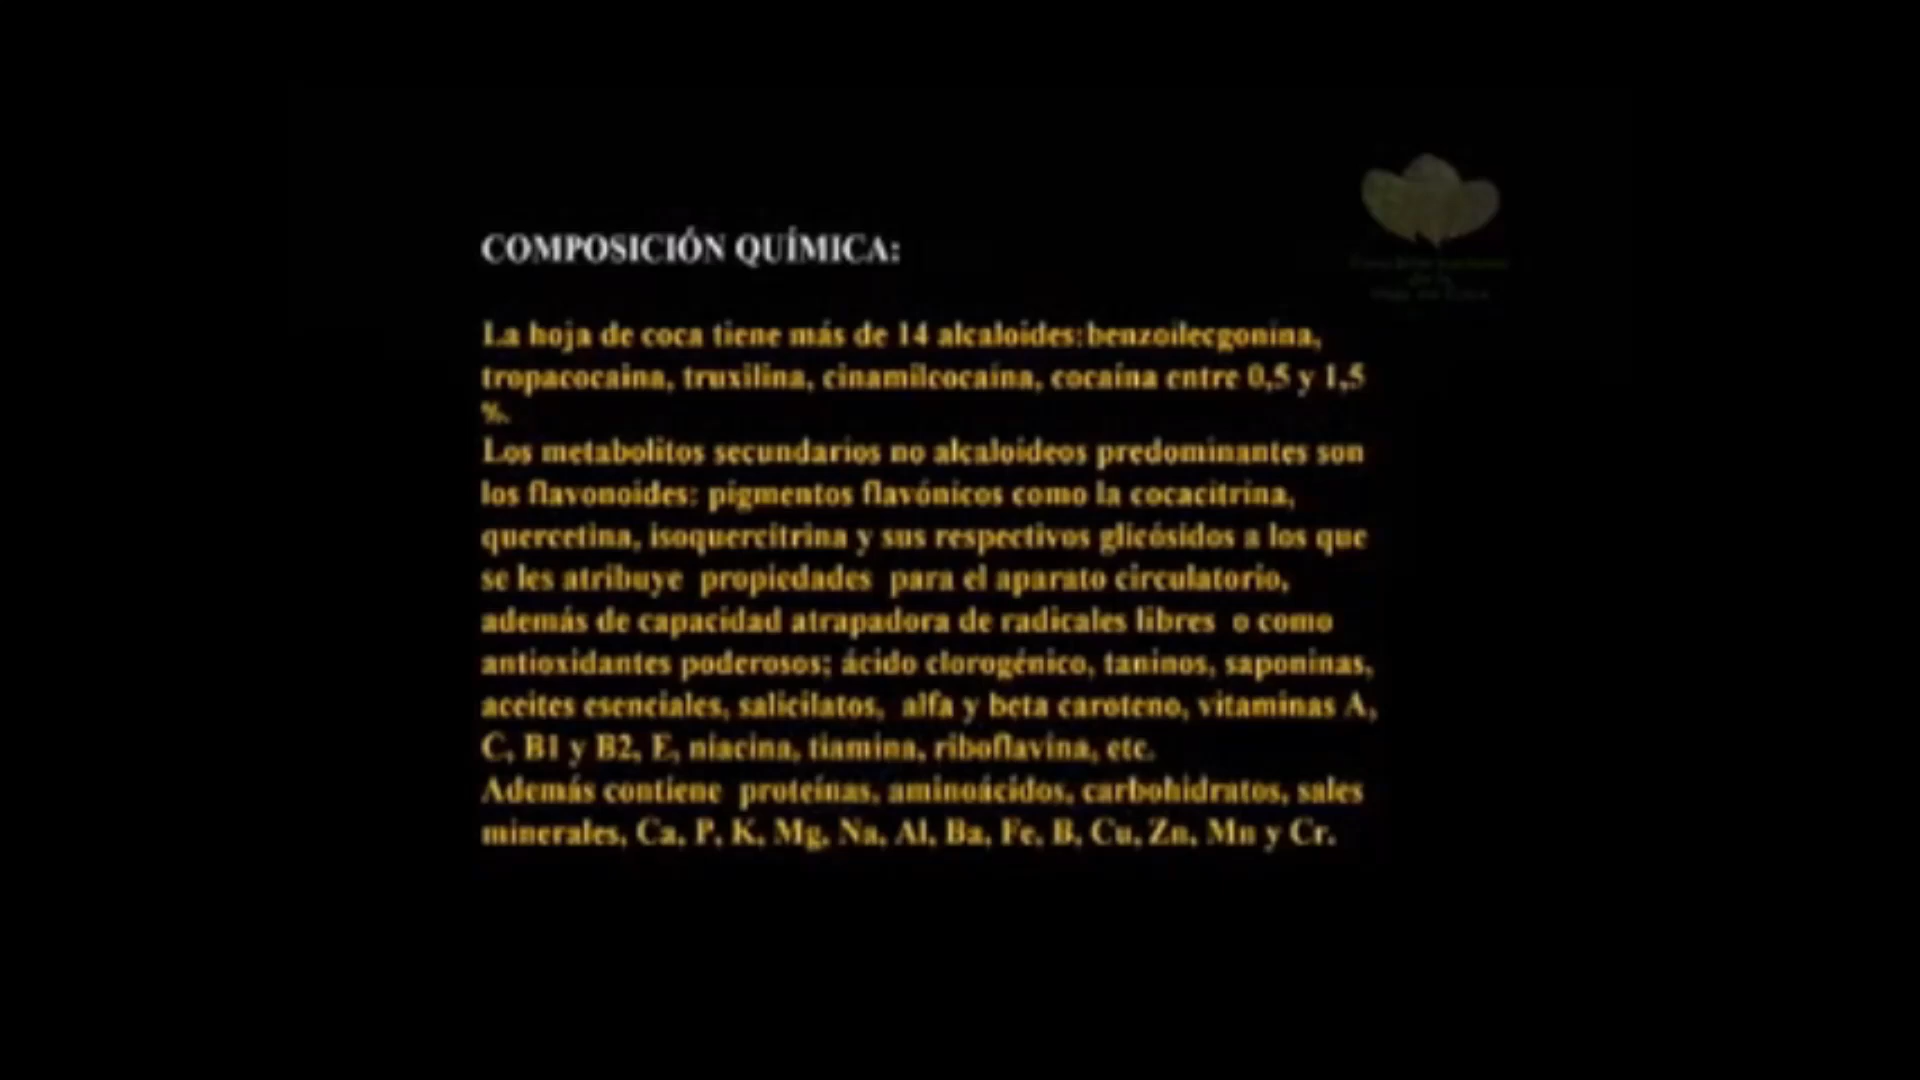 COMPOSICIÓN QUÍMICA:
La hoja de coca tiene más de 14 alcaloides:benzoilecgonina,
tropacocaina, truxilina, cinamilcocaína, cocaína entre 0,5 y 1,5
%.
Los metabolitos secundarios no alcaloideos predominantes son
los flavonoides: pigmentos flavónicos como la cocacitrina,
quercetina, isoquercitrina y sus respectivos glicósidos a los que
se les atribuye propiedades para el aparato circulatorio,
además de capacidad atrapadora de radicales libres o como
antioxidantes poderosos; ácido clorogénico, taninos, saponinas,
aceites esenciales, salicilatos, alfa y beta caroteno, vitaminas A,
C, B1 y B2, E, niacina, tiamina, riboflavina, etc.
Además contiene proteínas, aminoácidos, carbohidratos, sales
minerales, Ca, P, K, Mg, Na, Al, Ba, Fe, B, Cu, Zn, Mn y Cr.